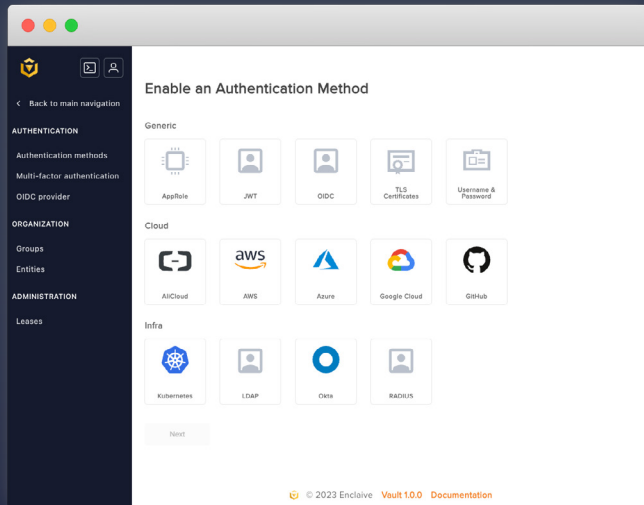 Back to main navigation
AUTHENTICATION
Authentication methods
Multi-factor authentication
OIDC provider
ORGANIZATION
Groups
Entities
ADMINISTRATION
Leases
Enable an Authentication Method
Generic
AppRole
JWT
OIDC
TLS
Certificates
Username &
Password
Cloud
AliCloud
aws
AWS
Azure
Google Cloud
GitHub
Infra
Kubernetes
LDAP
Okta
RADIUS
Next
© 2023 Enclaive Vault 1.0.0 Documentation